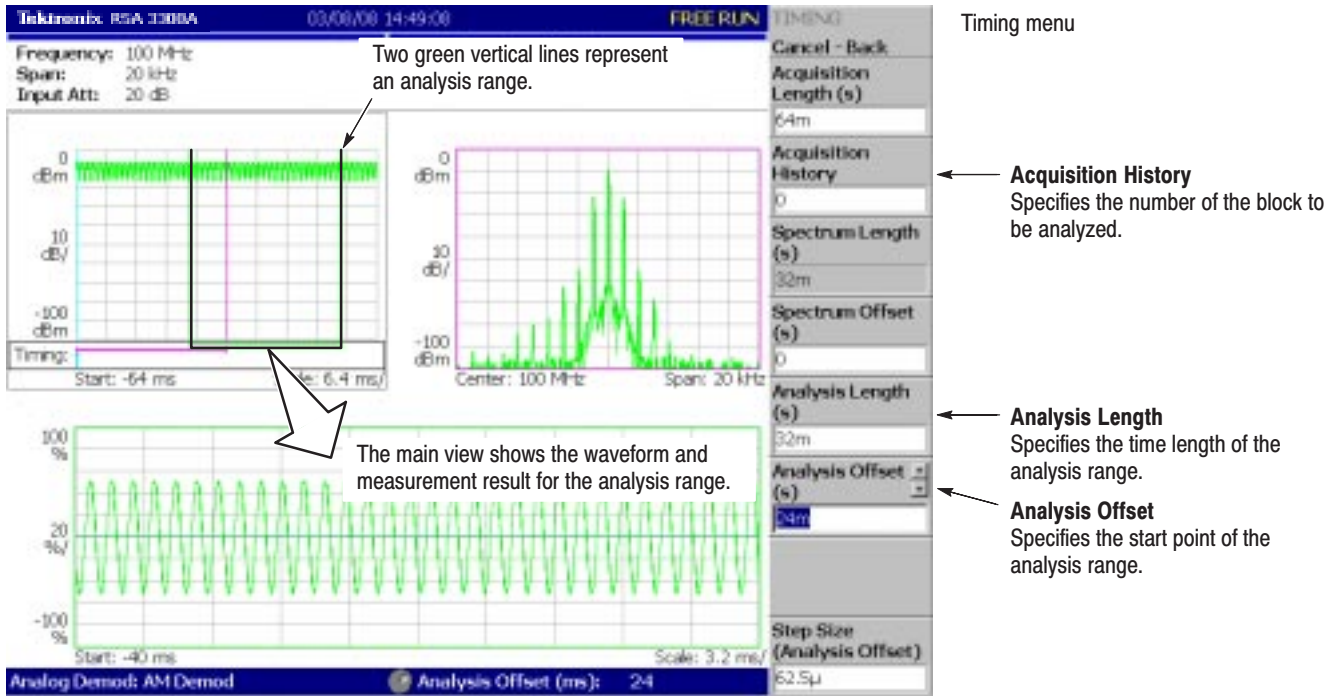 Tektronix RSA 3300A 03/08/08 14:49:08 FREE RUN
Frequency: 100 MHz
Span: 20 kHz
Input Att: 20 dB
Two green vertical lines represent
an analysis range.
0
dBm
10
dB/
-100
dBm
Timing:
Start: -64 ms
6.4 ms/
0
dBm
10
dB/
-100
dBm
Center: 100 MHz
Span: 20 kHz
The main view shows the waveform and
measurement result for the analysis range.
100
%
20
%/
-100
%
Start: -40 ms
Scale: 3.2 ms/
Analog Demod: AM Demod
Analysis Offset (ms): 24
TIMING
Cancel - Back
Acquisition
Length (s)
64m
Acquisition
History
0
Spectrum Length
(s)
32m
Spectrum Offset
(s)
0
Analysis Length
(s)
32m
Analysis Offset
(s)
24m
Step Size
(Analysis Offset)
62.5µ
Timing menu
Acquisition History
Specifies the number of the block to
be analyzed.
Analysis Length
Specifies the time length of the
analysis range.
Analysis Offset
Specifies the start point of the
analysis range.